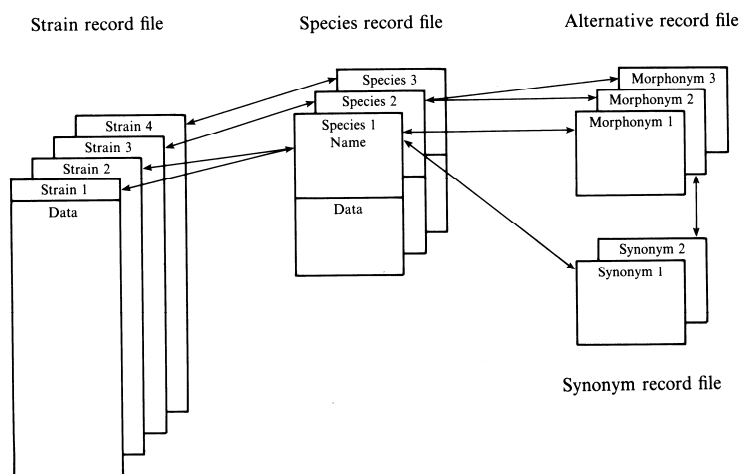 Strain record file
Species record file
Alternative record file
Species 3
Species 2
Species 1
Name
Data
Morphonym 3
Morphonym 2
Morphonym 1
Strain 4
Strain 3
Strain 2
Strain 1
Data
Synonym 2
Synonym 1
Synonym record file